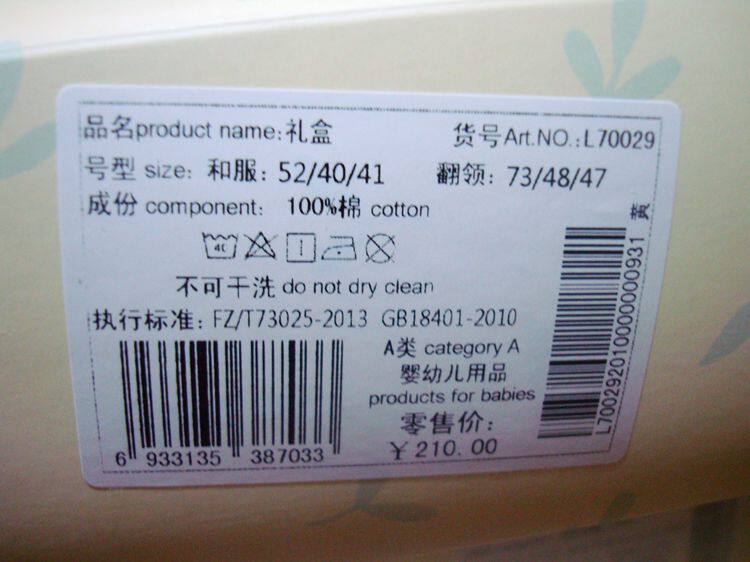 品名product name:礼盒 货号Art.NO.:L70029
号型 size: 和服: 52/40/41 翻领: 73/48/47
成份 component: 100%棉 cotton
40
不可干洗 do not dry clean
执行标准: FZ/T73025-2013 GB18401-2010
A类 category A
婴幼儿用品
products for babies
零售价:
¥ 210.00
6 933135 387033
L7002920100000000931 黄